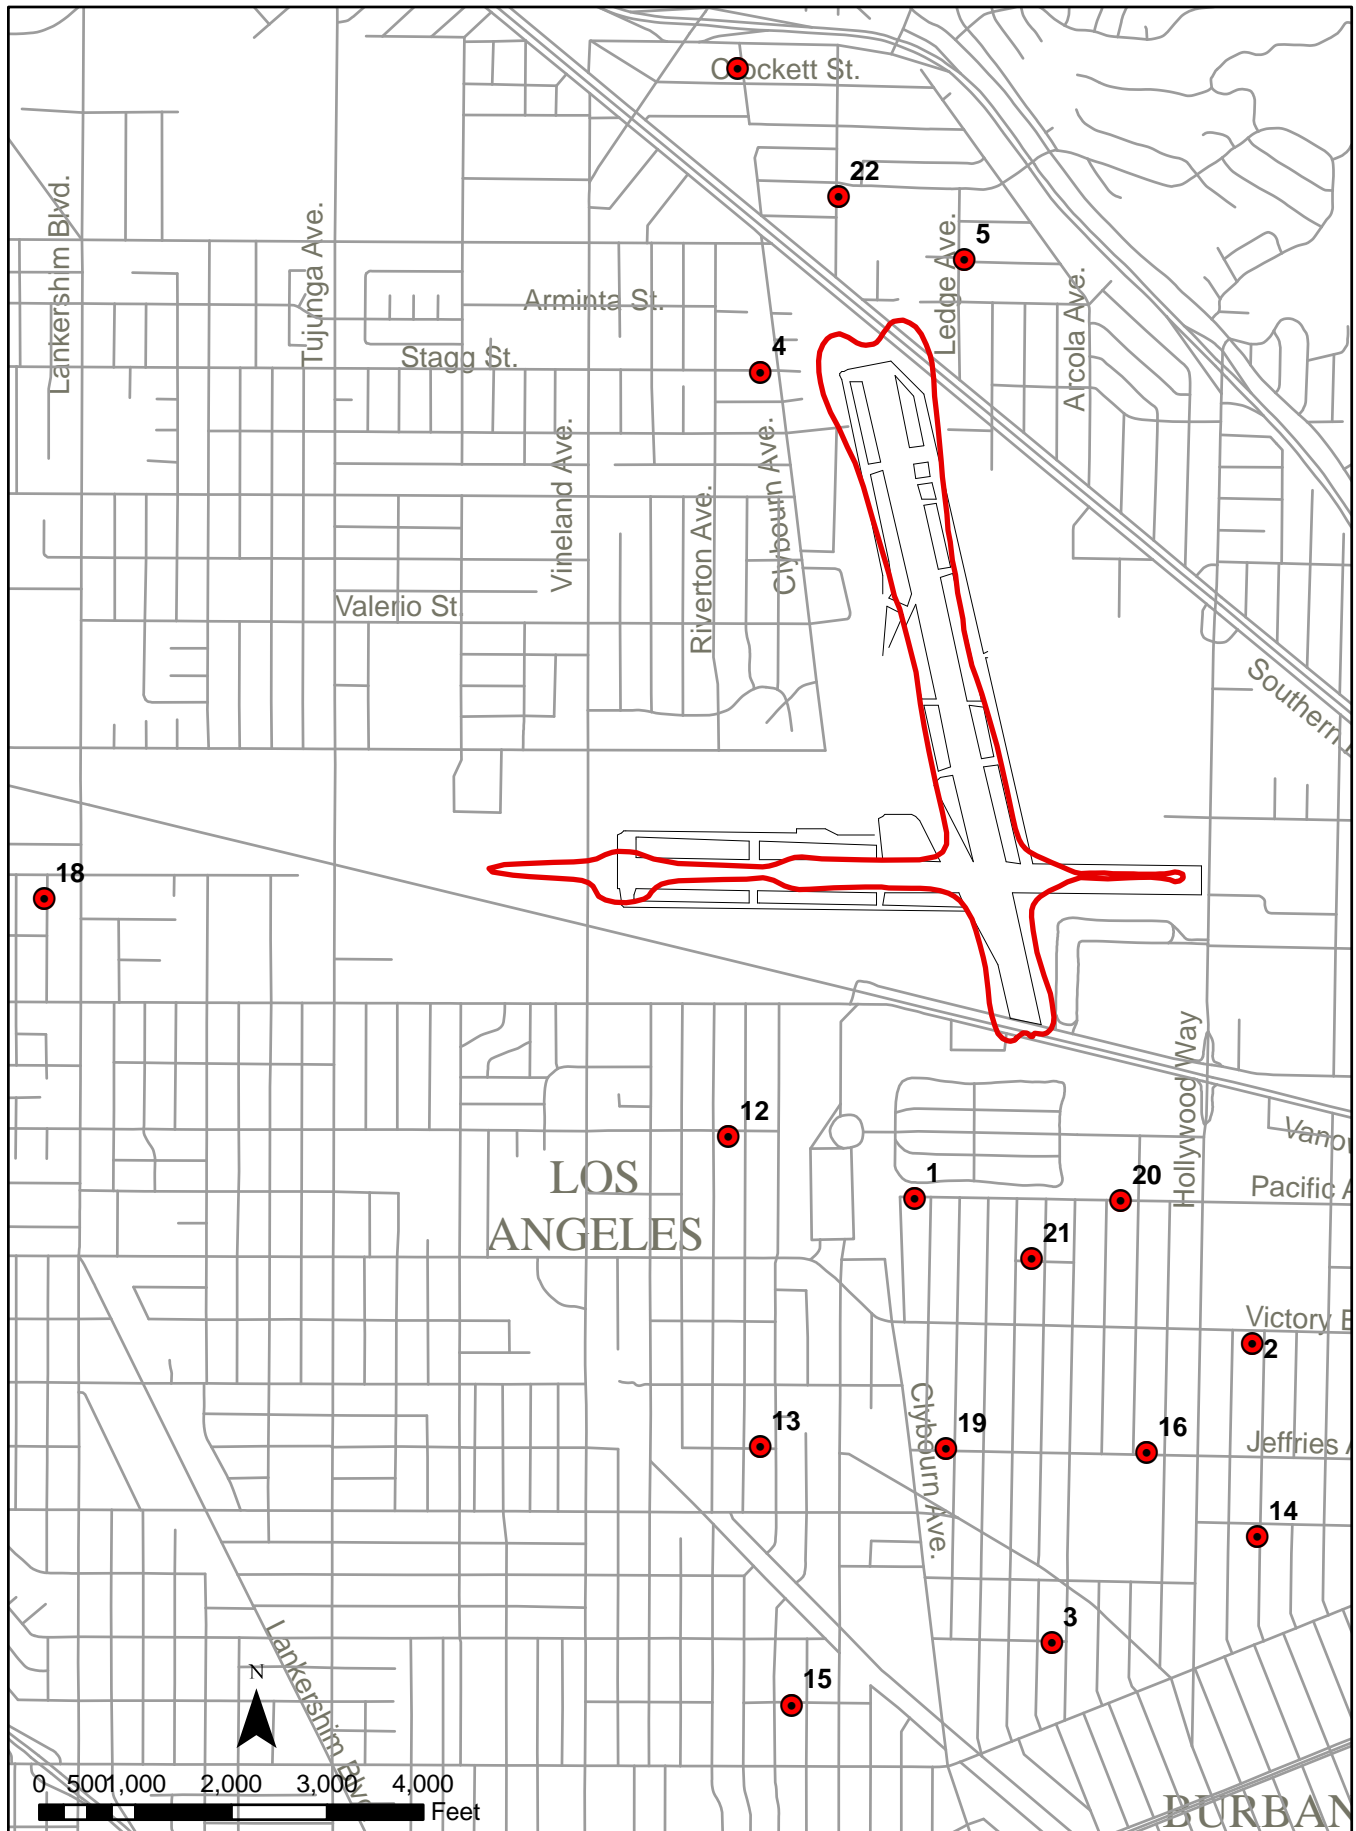 Crockett St.
22
Lankershim Blvd.
Tujunga Ave.
5
Ledge Ave.
Arcola Ave.
Arminta St.
Stagg St.
4
Vineland Ave.
Clybourn Ave.
Riverton Ave.
Valerio St.
Southern
18
Hollywood Way
12
LOS
ANGELES
1
20
Pacific A
21
Victory B
2
Clybourn Ave.
13
19
16
Jeffries A
14
3
15
N
Lankershim Blvd.
0 500 1,000 2,000 3,000 4,000
Feet
BURBAN